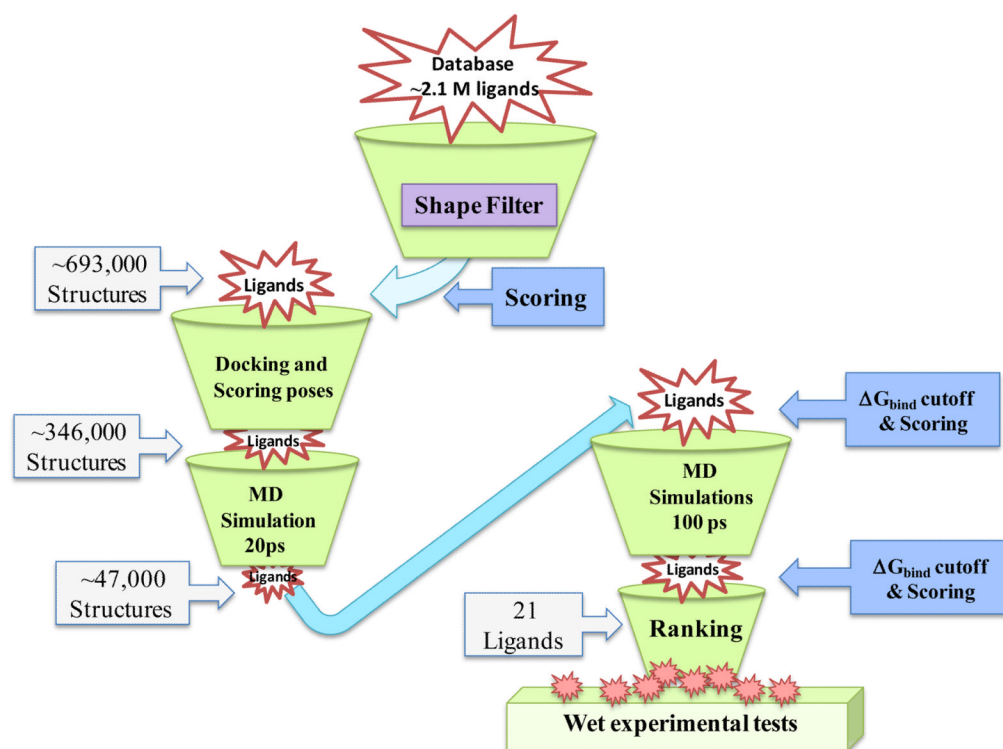 Database
~2.1 M ligands
Shape Filter
~693,000
Structures
Ligands
Scoring
Docking and
Scoring poses
~346,000
Structures
Ligands
MD
Simulation
20ps
~47,000
Structures
Ligands
Ligands
ΔGbind cutoff
& Scoring
MD
Simulations
100 ps
Ligands
ΔGbind cutoff
& Scoring
21
Ligands
Ranking
Wet experimental tests